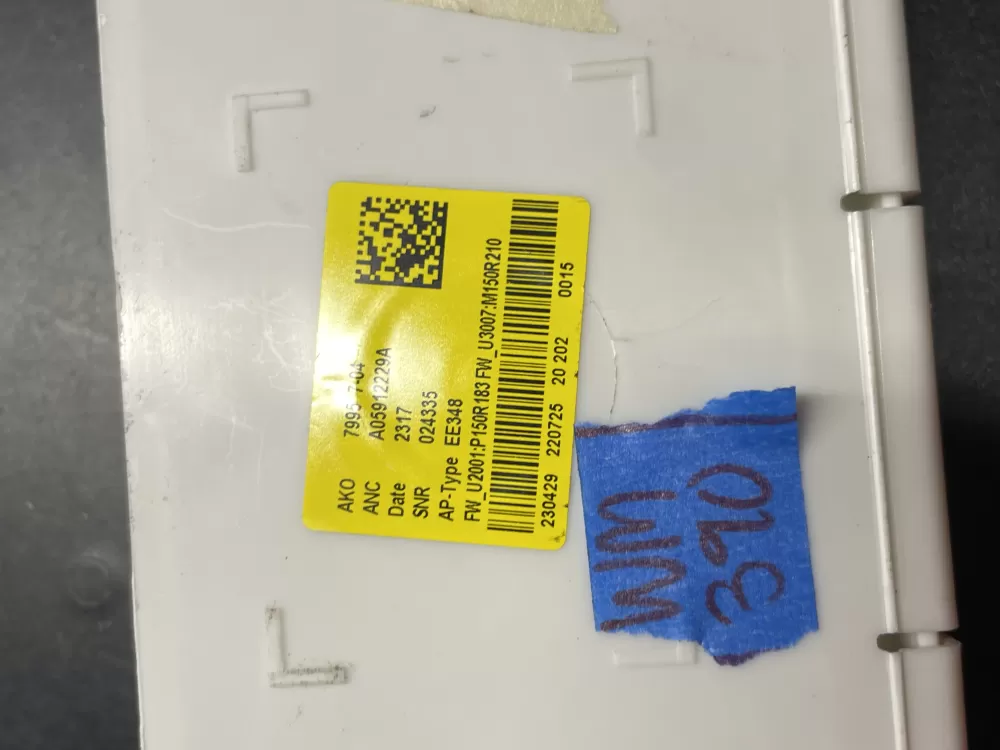 AKO
ANC A05912229A
Date 2317
SNR 024335
AP-Type EE348
FW_U2001:P150R183 FW_U3007:M150R210
230429 220725 20 202 0015
WM
390